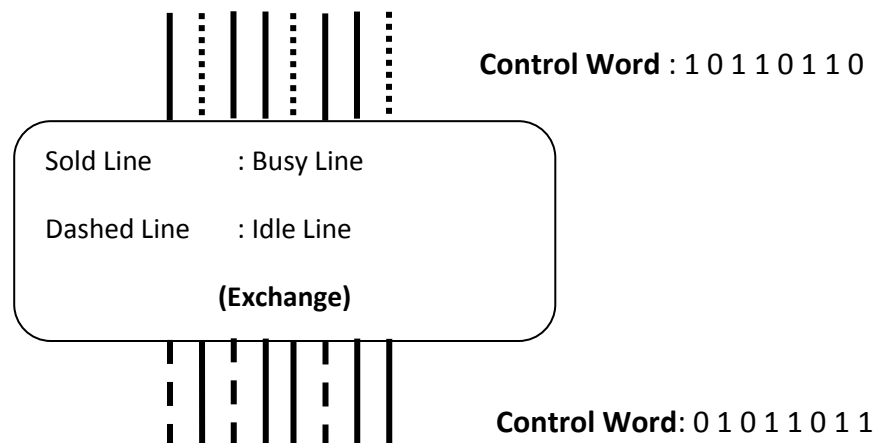 Control Word : 1 0 1 1 0 1 1 0
Sold Line : Busy Line
Dashed Line : Idle Line
(Exchange)
Control Word: 0 1 0 1 1 0 1 1